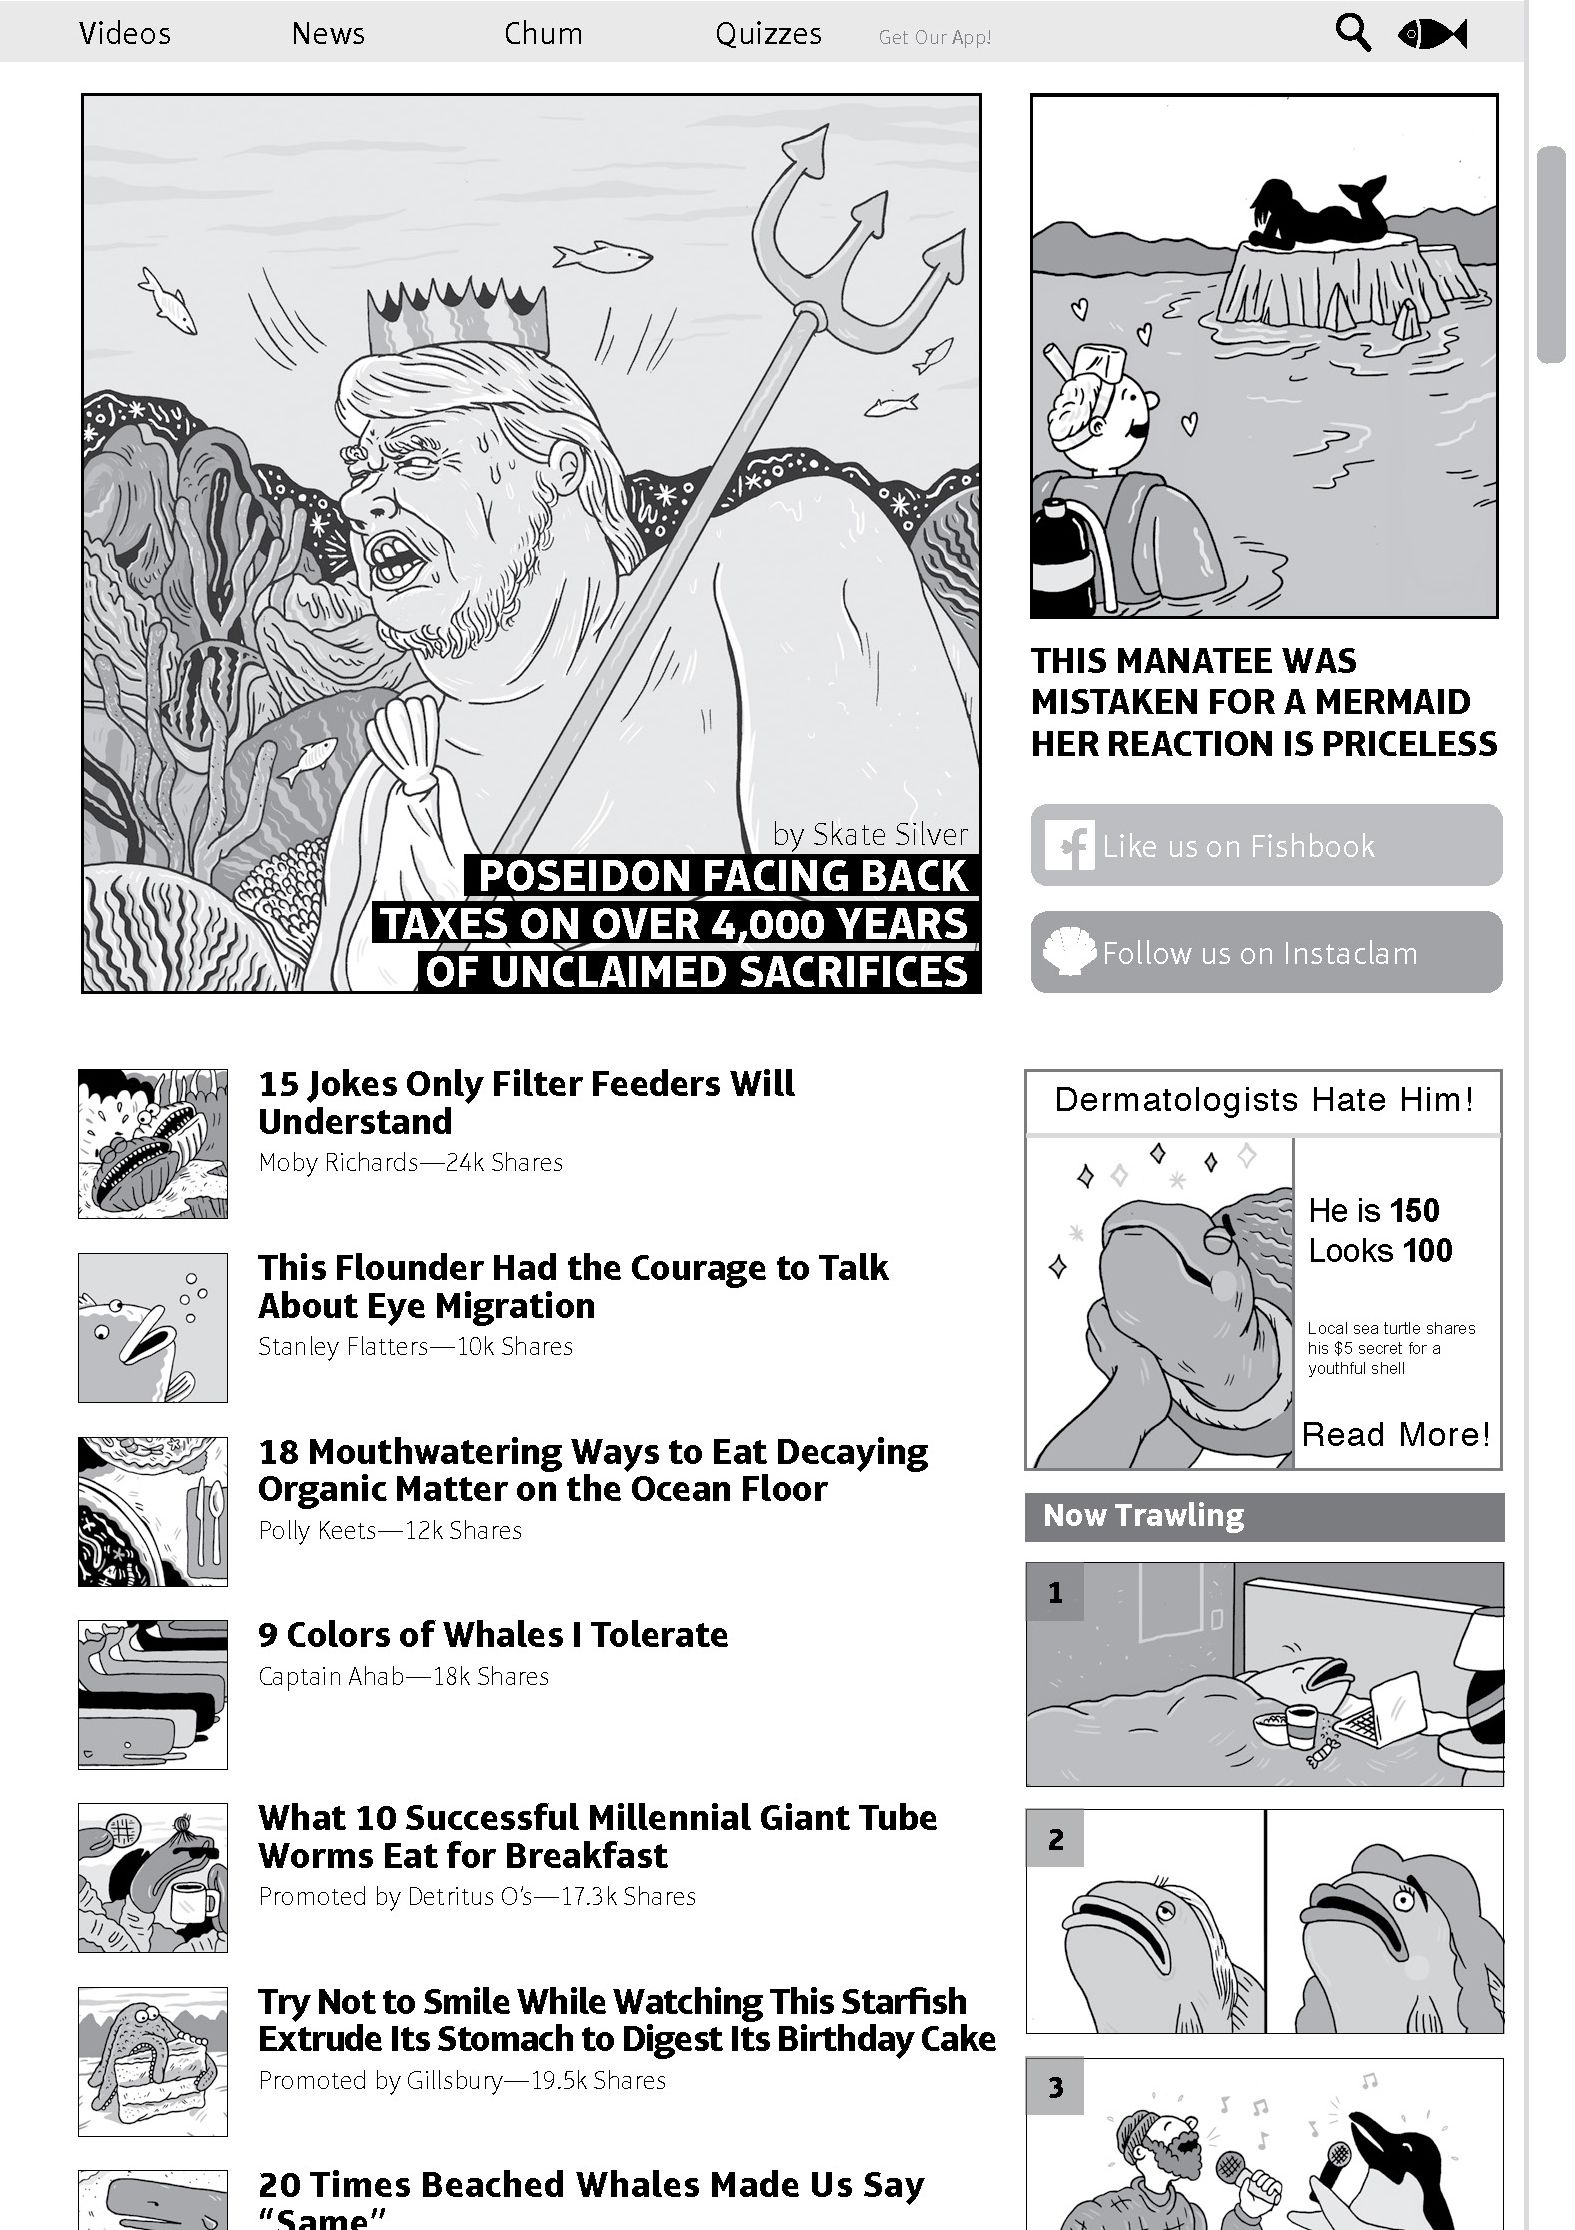 Videos
News
Chum
Quizzes
Get Our App!
by Skate Silver
POSEIDON FACING BACK
TAXES ON OVER 4,000 YEARS
OF UNCLAIMED SACRIFICES
THIS MANATEE WAS
MISTAKEN FOR A MERMAID
HER REACTION IS PRICELESS
Like us on Fishbook
Follow us on Instaclam
15 Jokes Only Filter Feeders Will
Understand
Moby Richards—24k Shares
This Flounder Had the Courage to Talk
About Eye Migration
Stanley Flatters—10k Shares
18 Mouthwatering Ways to Eat Decaying
Organic Matter on the Ocean Floor
Polly Keets—12k Shares
9 Colors of Whales I Tolerate
Captain Ahab—18k Shares
What 10 Successful Millennial Giant Tube
Worms Eat for Breakfast
Promoted by Detritus O’s—17.3k Shares
Try Not to Smile While Watching This Starfish
Extrude Its Stomach to Digest Its Birthday Cake
Promoted by Gillsbury—19.5k Shares
20 Times Beached Whales Made Us Say
“Same”
Dermatologists Hate Him!
He is 150
Looks 100
Local sea turtle shares
his $5 secret for a
youthful shell
Read More!
Now Trawling
1
2
3